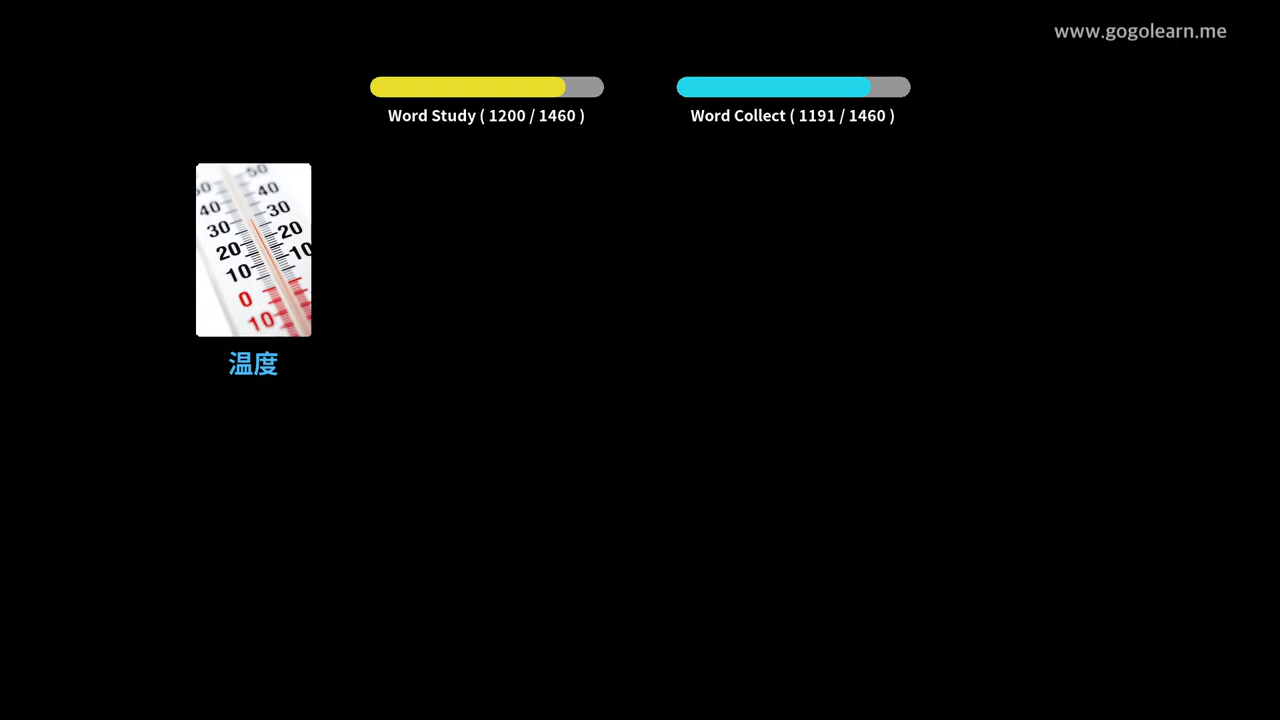 www.gogolearn.me
Word Study ( 1200 / 1460 )
Word Collect ( 1191 / 1460 )
50
50 40
40 30
30 20
20 10
10
0
10
温度